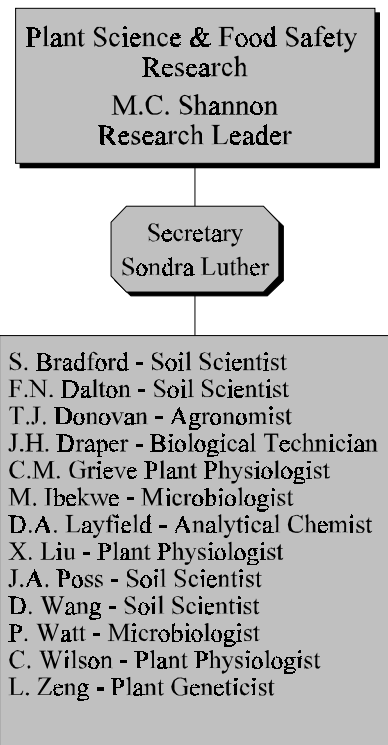 Plant Science & Food Safety
Research
M.C. Shannon
Research Leader
Secretary
Sondra Luther
S. Bradford - Soil Scientist
F.N. Dalton - Soil Scientist
T.J. Donovan - Agronomist
J.H. Draper - Biological Technician
C.M. Grieve Plant Physiologist
M. Ibekwe - Microbiologist
D.A. Layfield - Analytical Chemist
X. Liu - Plant Physiologist
J.A. Poss - Soil Scientist
D. Wang - Soil Scientist
P. Watt - Microbiologist
C. Wilson - Plant Physiologist
L. Zeng - Plant Geneticist